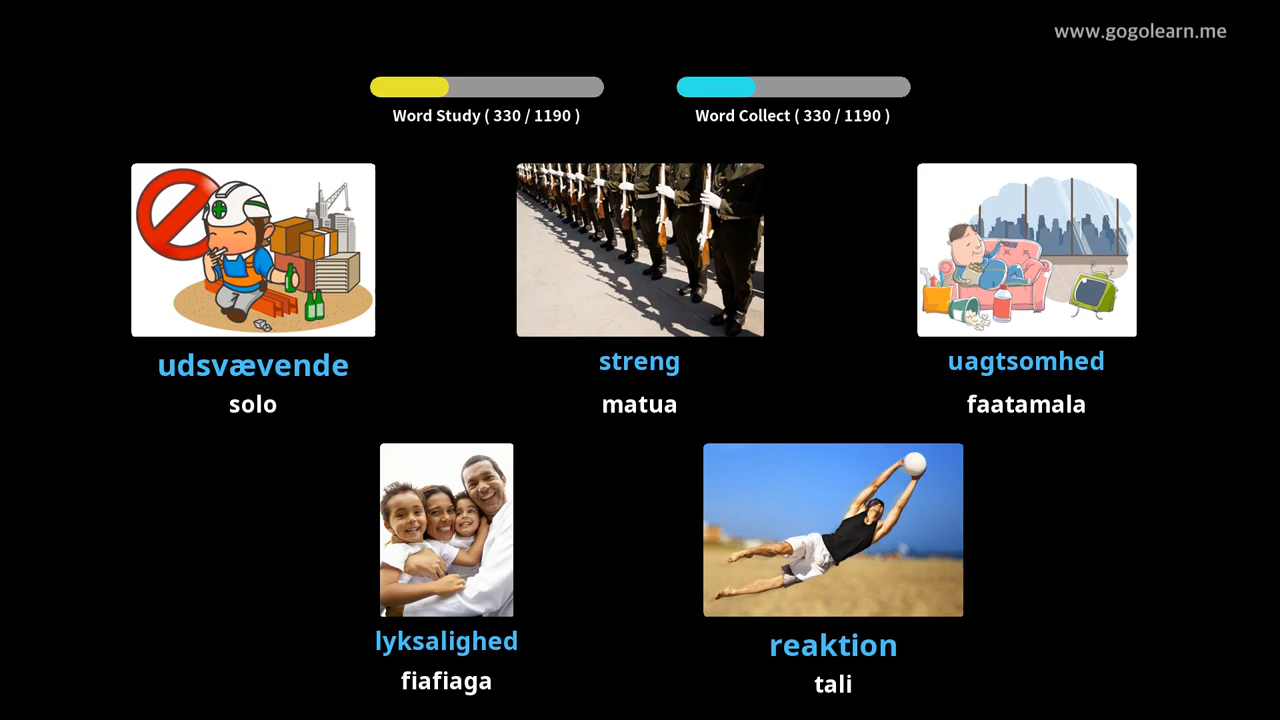 www.gogolearn.me
Word Study ( 330 / 1190 )
Word Collect ( 330 / 1190 )
udsvævende
solo
streng
matua
uagtsomhed
faatamala
lyksalighed
fiafiaga
reaktion
tali